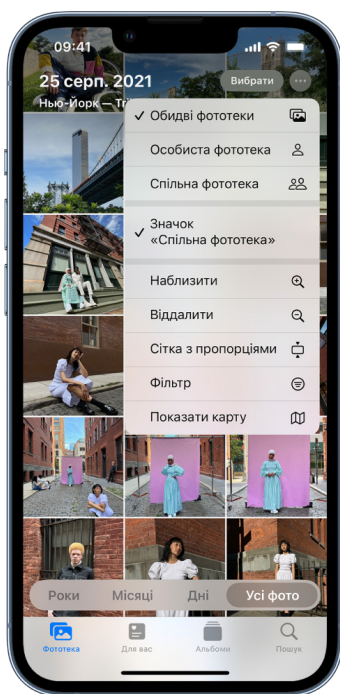 09:41
25 серп. 2021
Вибрати
Нью-Йорк —
Обидві фототеки
Особиста фототека
Спільна фототека
Значок
«Спільна фототека»
Наблизити
Віддалити
Сітка з пропорціями
Фільтр
Показати карту
Роки Місяці Дні Усі фото
Фототека Для вас Альбоми Пошук